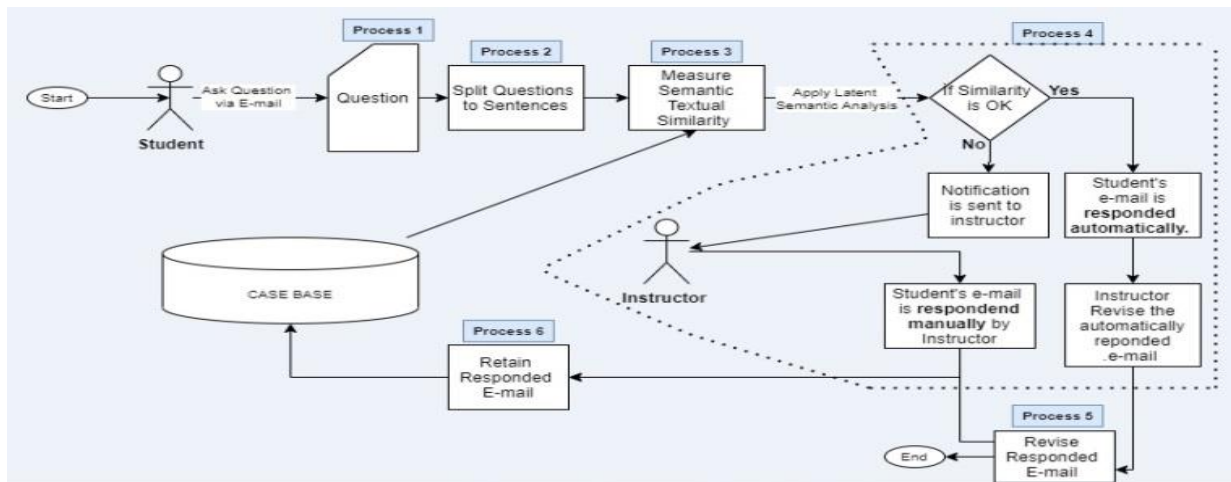 Process 1
Process 2
Process 3
Process 4
Start
Ask Question
via E-mail
Student
Question
Split Questions
to Sentences
Measure
Semantic
Textual
Similarity
Apply Latent
Semantic Analysis
If Similarity
is OK
Yes
No
Notification
is sent to
instructor
Student's
e-mail is
responded
automatically.
Instructor
CASE BASE
Student's e-mail
is respondend
manually by
Instructor
Instructor
Revise the
automatically
reponded
.e-mail
Process 6
Retain
Responded
E-mail
Process 5
Revise
Responded
E-mail
End